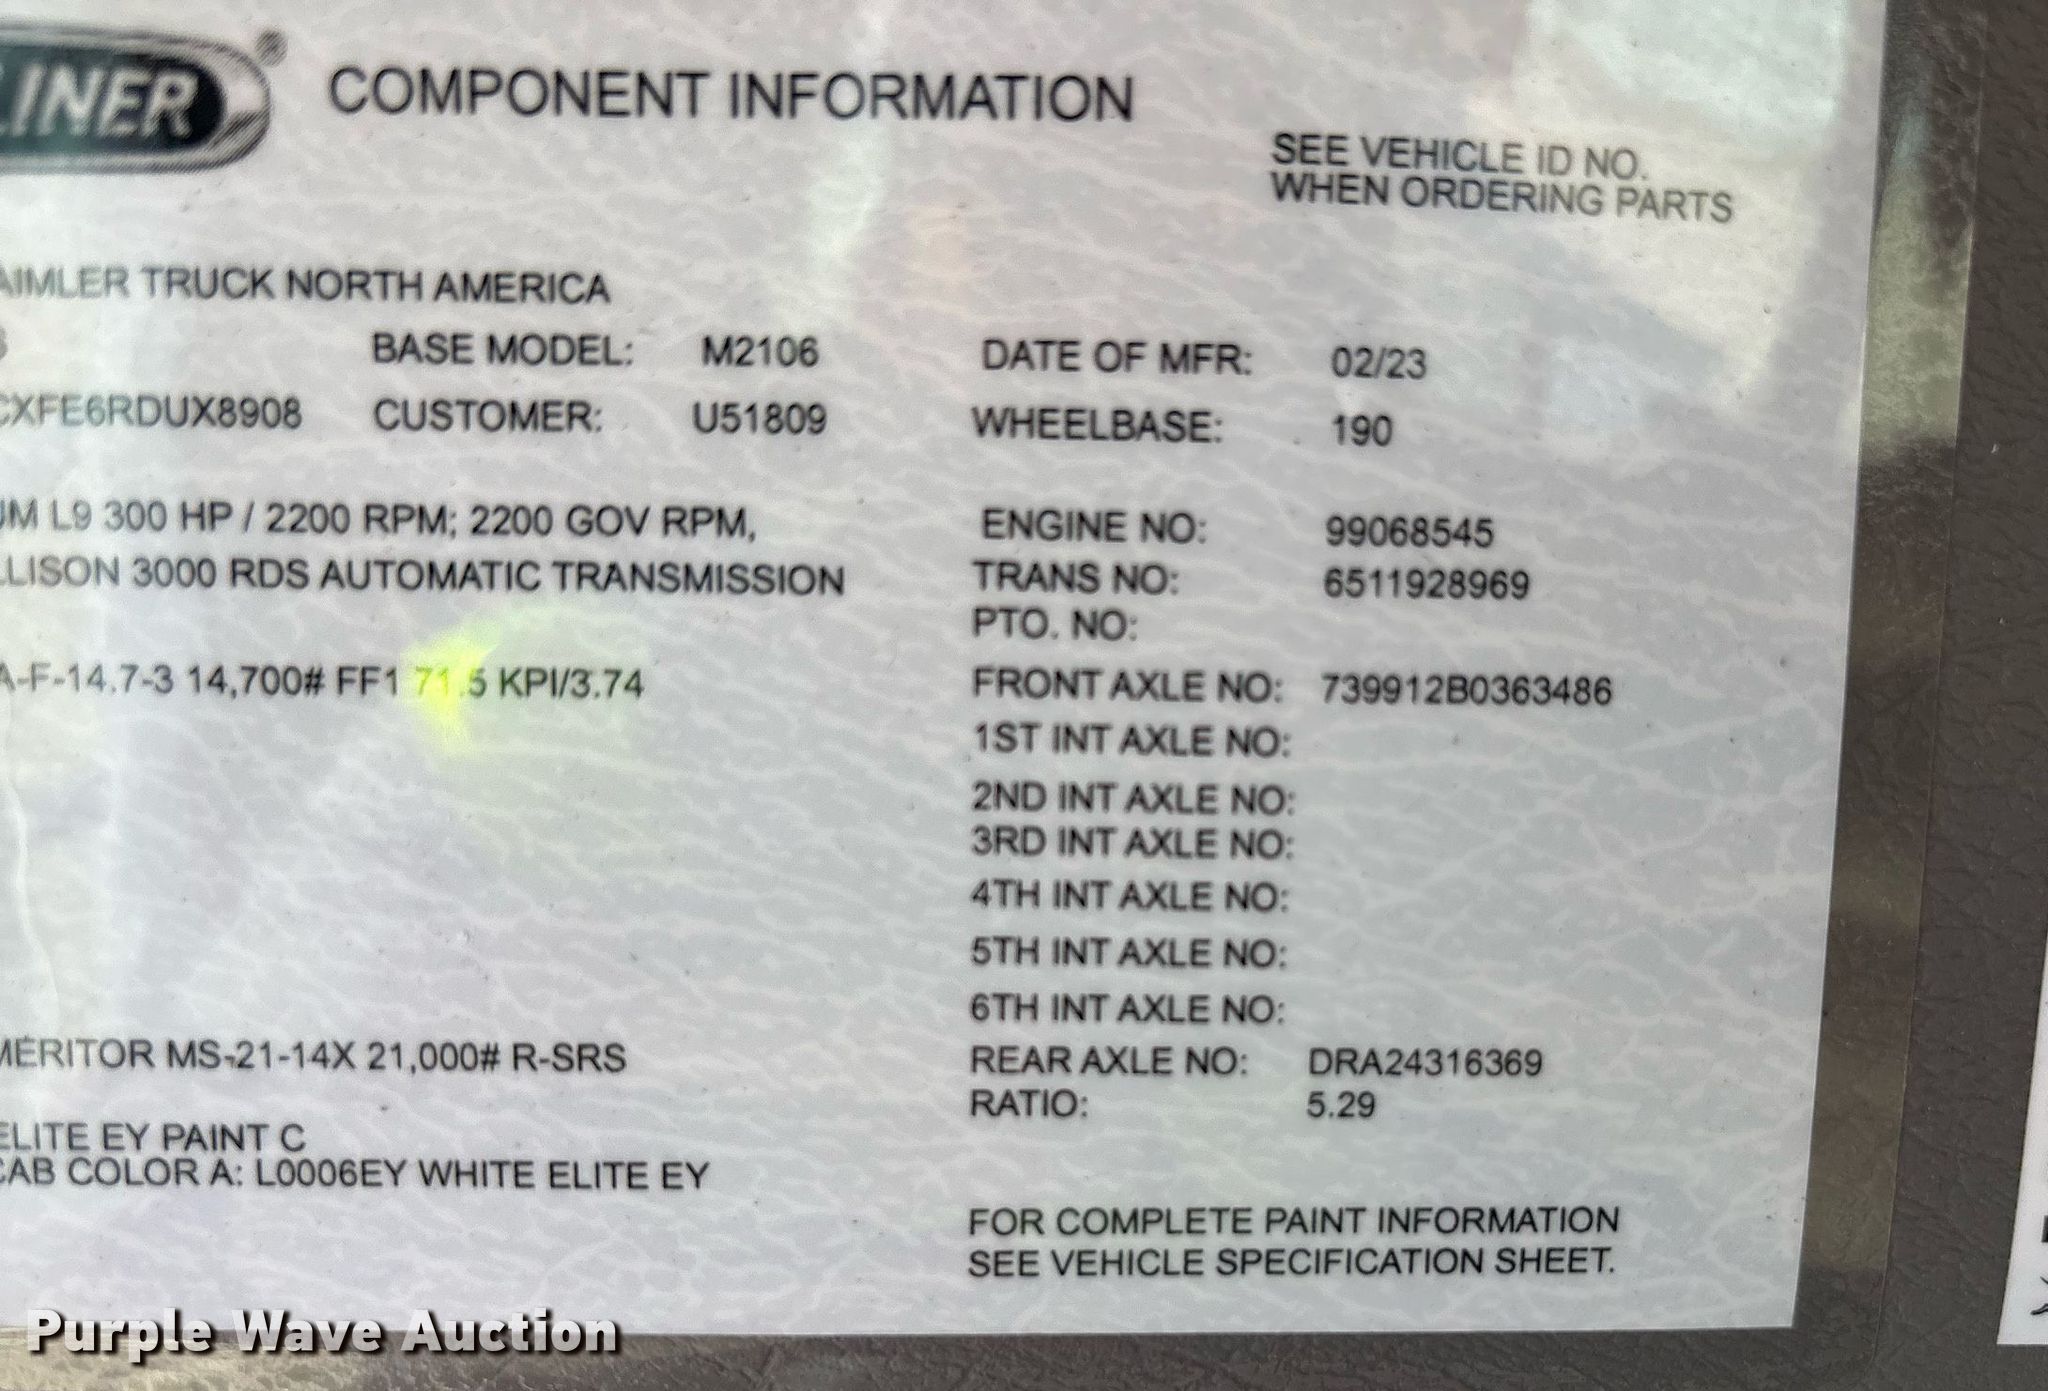 LINER®
COMPONENT INFORMATION
SEE VEHICLE ID NO.
WHEN ORDERING PARTS
AIMLER TRUCK NORTH AMERICA
BASE MODEL: M2106 DATE OF MFR: 02/23
CXFE6RDUX8908 CUSTOMER: U51809 WHEELBASE: 190
UM L9 300 HP / 2200 RPM; 2200 GOV RPM, ENGINE NO: 99068545
LLISON 3000 RDS AUTOMATIC TRANSMISSION TRANS NO: 6511928969
PTO. NO:
A-F-14.7-3 14,700# FF1 71.5 KPI/3.74 FRONT AXLE NO: 739912B0363486
1ST INT AXLE NO:
2ND INT AXLE NO:
3RD INT AXLE NO:
4TH INT AXLE NO:
5TH INT AXLE NO:
6TH INT AXLE NO:
MERITOR MS-21-14X 21,000# R-SRS REAR AXLE NO: DRA24316369
RATIO: 5.29
ELITE EY PAINT C
CAB COLOR A: L0006EY WHITE ELITE EY
FOR COMPLETE PAINT INFORMATION
SEE VEHICLE SPECIFICATION SHEET.
Purple Wave Auction